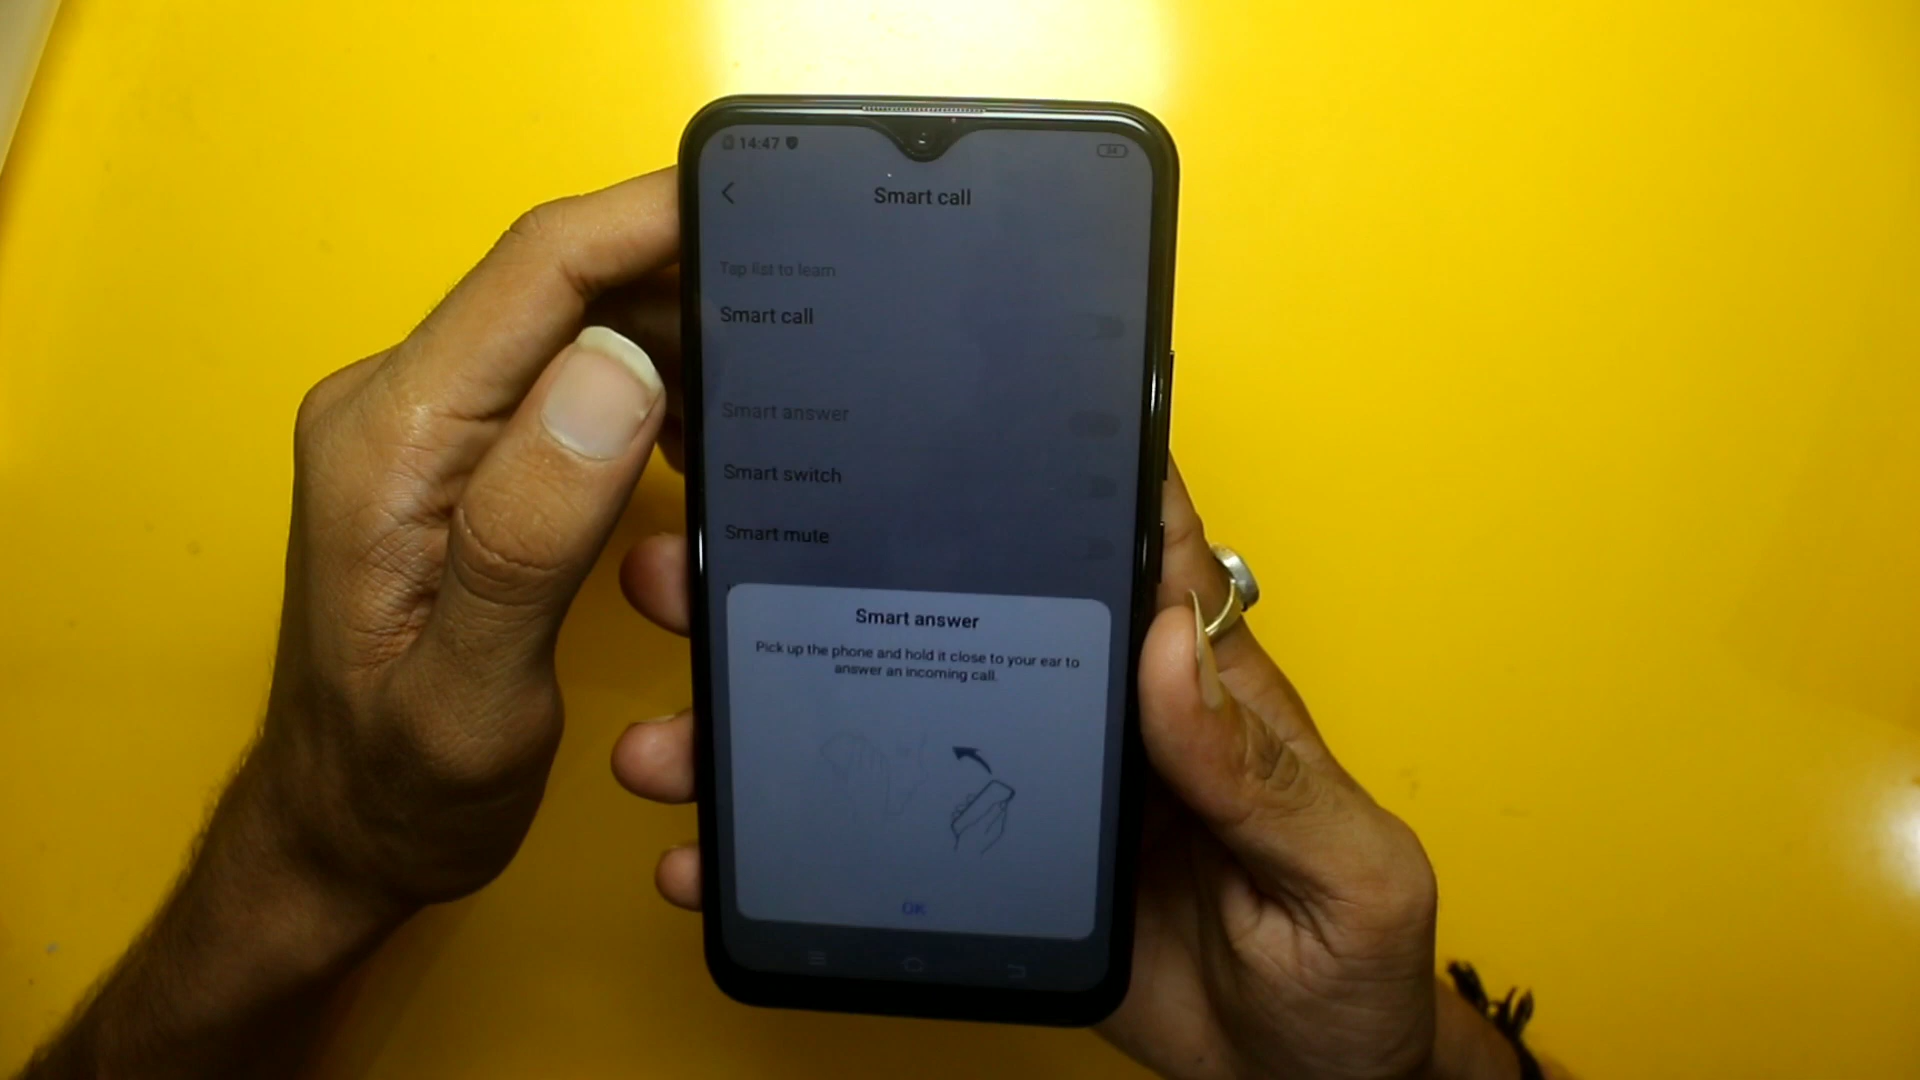 14:47
34
Smart call
Tap list to learn
Smart call
Smart answer
Smart switch
Smart mute
Smart answer
Pick up the phone and hold it close to your ear to
answer an incoming call.
OK